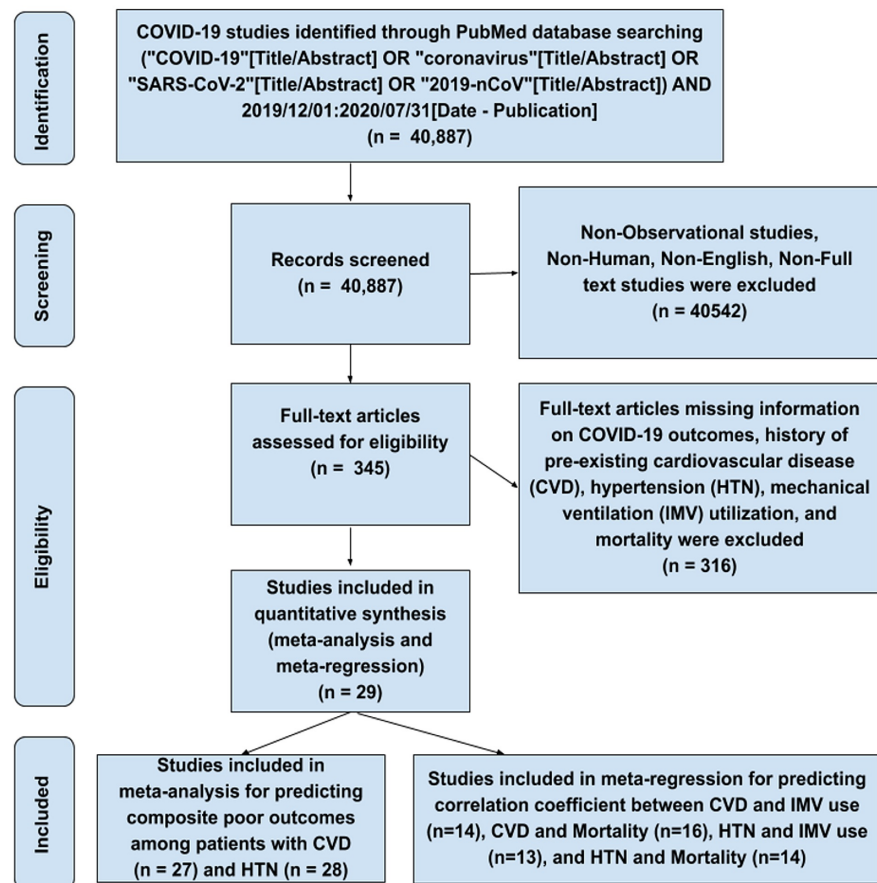 Identification
COVID-19 studies identified through PubMed database searching
("COVID-19"[Title/Abstract] OR "coronavirus"[Title/Abstract] OR
"SARS-CoV-2"[Title/Abstract] OR "2019-nCoV"[Title/Abstract]) AND
2019/12/01:2020/07/31[Date - Publication]
(n = 40,887)
Screening
Records screened
(n = 40,887)
Non-Observational studies,
Non-Human, Non-English, Non-Full
text studies were excluded
(n = 40542)
Eligibility
Full-text articles
assessed for eligibility
(n = 345)
Full-text articles missing information
on COVID-19 outcomes, history of
pre-existing cardiovascular disease
(CVD), hypertension (HTN), mechanical
ventilation (IMV) utilization, and
mortality were excluded
(n = 316)
Studies included in
quantitative synthesis
(meta-analysis and
meta-regression)
(n = 29)
Included
Studies included in
meta-analysis for predicting
composite poor outcomes
among patients with CVD
(n = 27) and HTN (n = 28)
Studies included in meta-regression for predicting
correlation coefficient between CVD and IMV use
(n=14), CVD and Mortality (n=16), HTN and IMV use
(n=13), and HTN and Mortality (n=14)